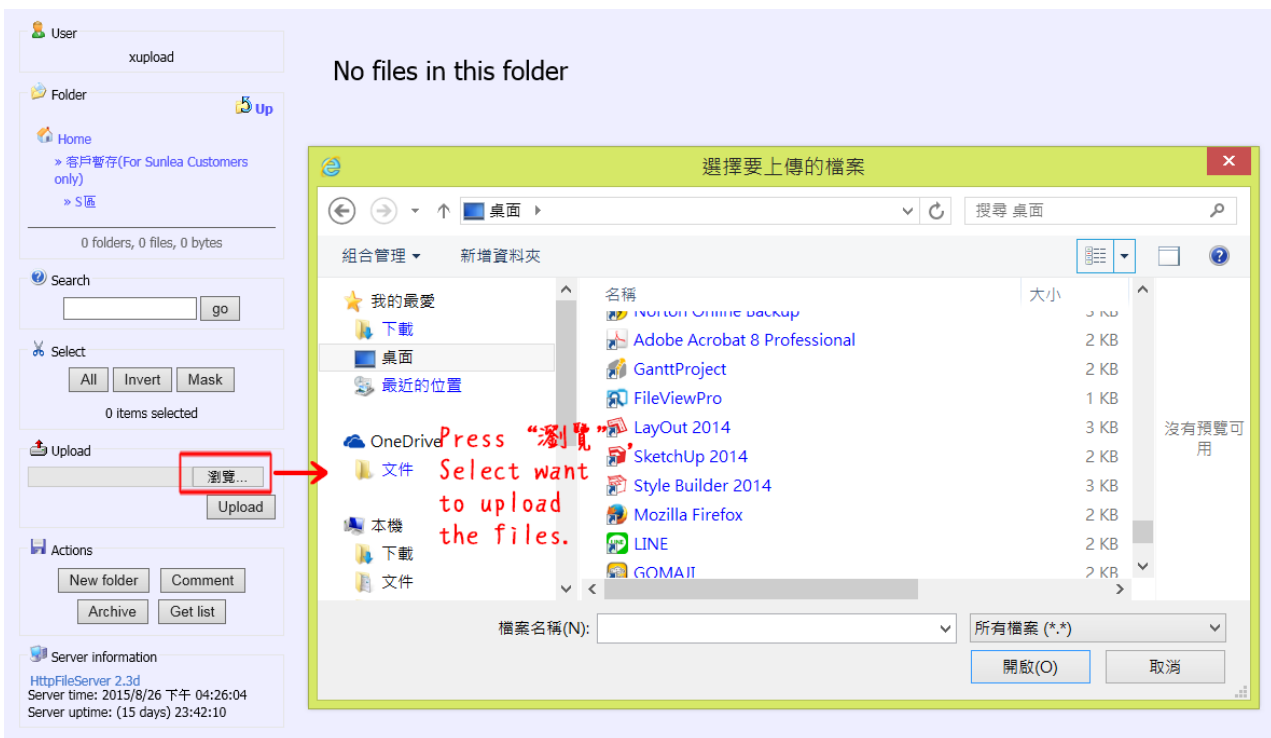 User
xupload
Folder
Up
Home
» 客戶暫存(For Sunlea Customers
only)
» S區
0 folders, 0 files, 0 bytes
Search
go
Select
All Invert Mask
0 items selected
Upload
瀏覽...
Upload
Actions
New folder Comment
Archive Get list
Server information
HttpFileServer 2.3d
Server time: 2015/8/26 下午 04:26:04
Server uptime: (15 days) 23:42:10
No files in this folder
選擇要上傳的檔案
桌面
搜尋 桌面
組合管理 新增資料夾
我的最愛
下載
桌面
最近的位置
OneDrive
文件
本機
下載
文件
Press “瀏覽”,
Select want
to upload
the files.
名稱 大小
Norton Online Backup 3 KB
Adobe Acrobat 8 Professional 2 KB
GanttProject 2 KB
FileViewPro 1 KB
LayOut 2014 3 KB
SketchUp 2014 2 KB
Style Builder 2014 3 KB
Mozilla Firefox 2 KB
LINE 2 KB
GOMAJI 2 KB
沒有預覽可
用
檔案名稱(N):
所有檔案 (*.*)
開啟(O) 取消